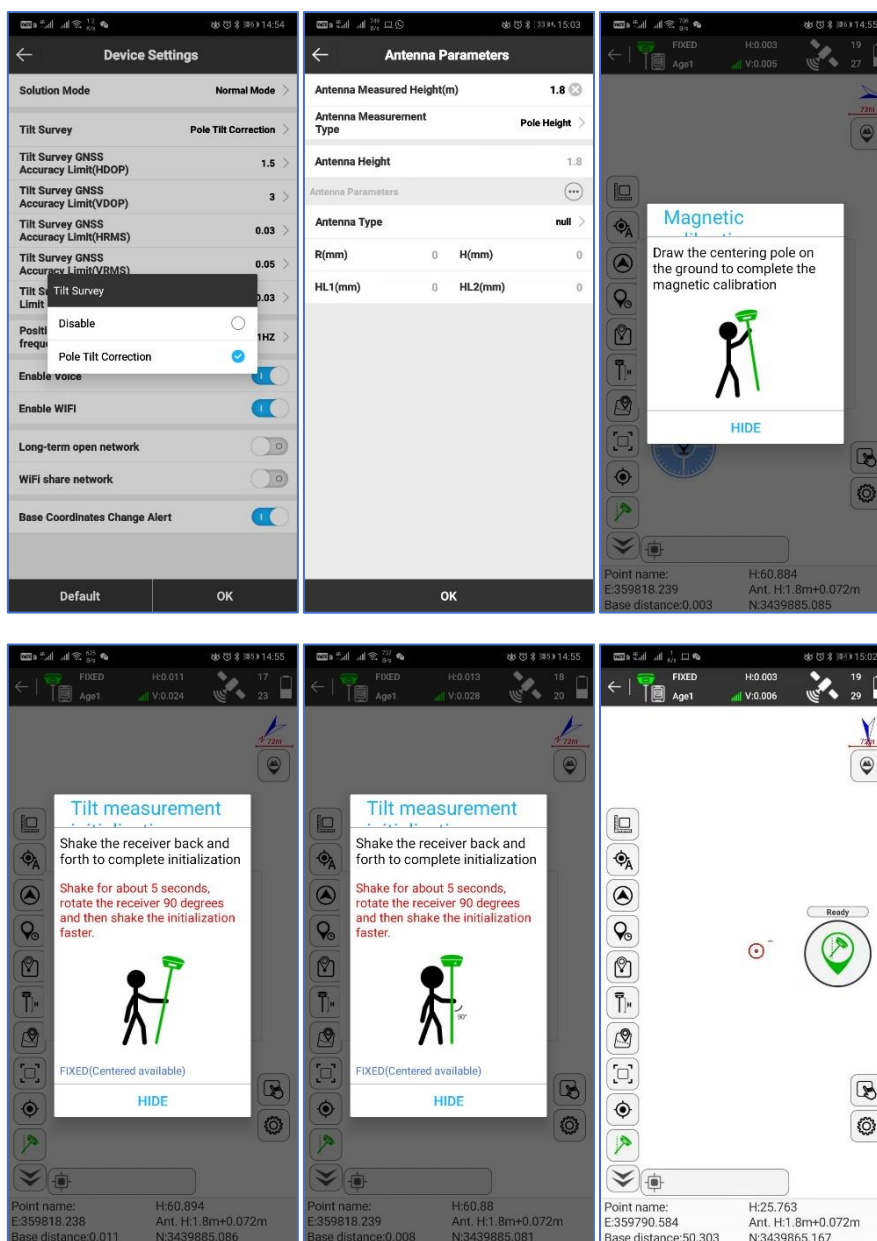 14:54
Device Settings
Solution Mode Normal Mode
Tilt Survey Pole Tilt Correction
Tilt Survey GNSS
Accuracy Limit(HDOP) 1.5
Tilt Survey GNSS
Accuracy Limit(VDOP) 3
Tilt Survey GNSS
Accuracy Limit(HRMS) 0.03
Tilt Survey GNSS
Accuracy Limit(VRMS) 0.05
Limit 0.03
Tilt Survey
Disable
Pole Tilt Correction
1HZ
Enable Voice
Enable WIFI
Long-term open network
WiFi share network
Base Coordinates Change Alert
Default OK
15:03
Antenna Parameters
Antenna Measured Height(m) 1.8
Antenna Measurement
Type Pole Height
Antenna Height 1.8
Antenna Parameters
Antenna Type null
R(mm) 0 H(mm) 0
HL1(mm) 0 HL2(mm) 0
OK
14:55
FIXED H:0.003 19
Age1 V:0.005 27
72m
Magnetic
Draw the centering pole on
the ground to complete the
magnetic calibration
HIDE
Point name: H:60.884
E:359818.239 Ant. H:1.8m+0.072m
Base distance:0.003 N:3439885.085
14:55
FIXED H:0.011 17
Age1 V:0.024 23
72m
Tilt measurement
Shake the receiver back and
forth to complete initialization
Shake for about 5 seconds,
rotate the receiver 90 degrees
and then shake the initialization
faster.
FIXED(Centered available)
HIDE
Point name: H:60.894
E:359818.238 Ant. H:1.8m+0.072m
Base distance:0.011 N:3439885.086
14:55
FIXED H:0.013 18
Age1 V:0.028 20
72m
Tilt measurement
Shake the receiver back and
forth to complete initialization
Shake for about 5 seconds,
rotate the receiver 90 degrees
and then shake the initialization
faster.
90°
FIXED(Centered available)
HIDE
Point name: H:60.88
E:359818.239 Ant. H:1.8m+0.072m
Base distance:0.008 N:3439885.081
15:02
FIXED H:0.003 19
Age1 V:0.006 29
72m
Ready
Point name: H:25.763
E:359790.584 Ant. H:1.8m+0.072m
Base distance:50.303 N:3439865.167